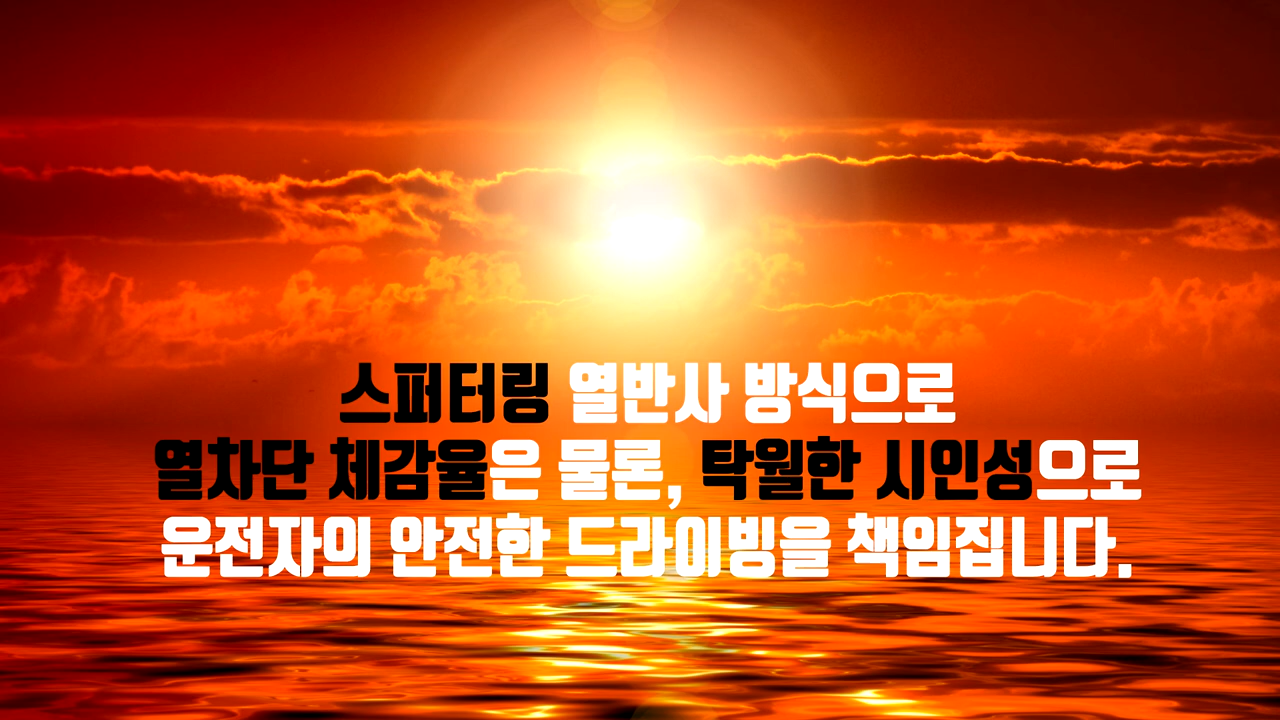 스퍼터링 열반사 방식으로
열차단 체감율은 물론, 탁월한 시인성으로
운전자의 안전한 드라이빙을 책임집니다.